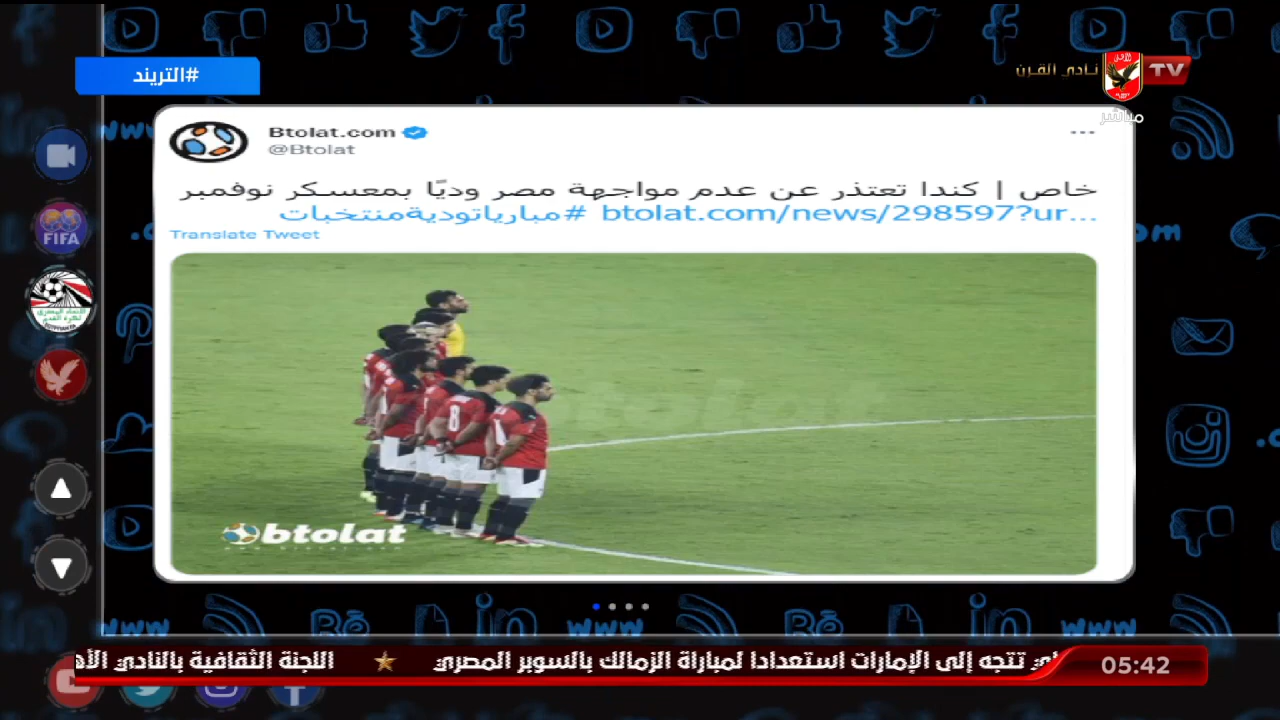 #التريند
نادي القرن
TV
مباشر
Btolat.com
@Btolat
خاص | كندا تعتذر عن عدم مواجهة مصر وديًا بمعسكر نوفمبر
btolat.com/news/298597?ur... #مبارياتوديةمنتخبات
Translate Tweet
FIFA
8
btolat
تتجه إلى الإمارات استعدادا لمباراة الزمالك بالسوبر المصري ★ اللجنة الثقافية بالنادي
05:42